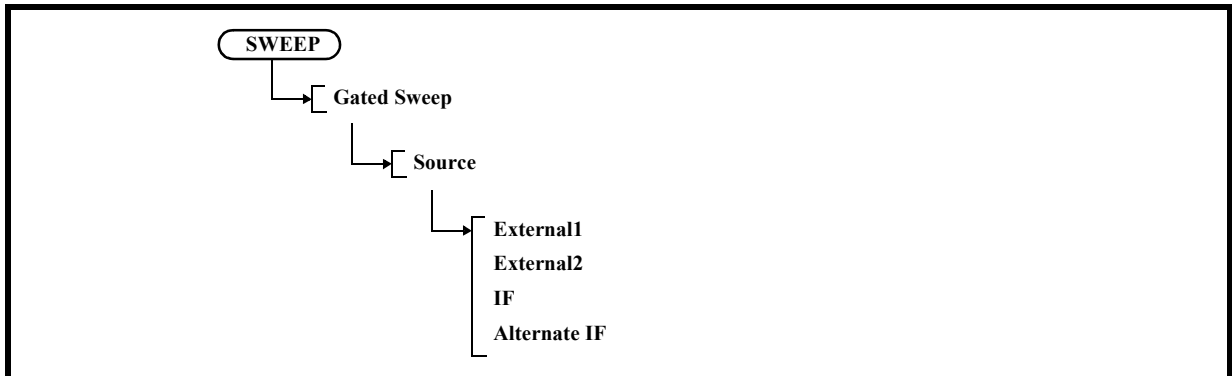 SWEEP
Gated Sweep
Source
External1
External2
IF
Alternate IF